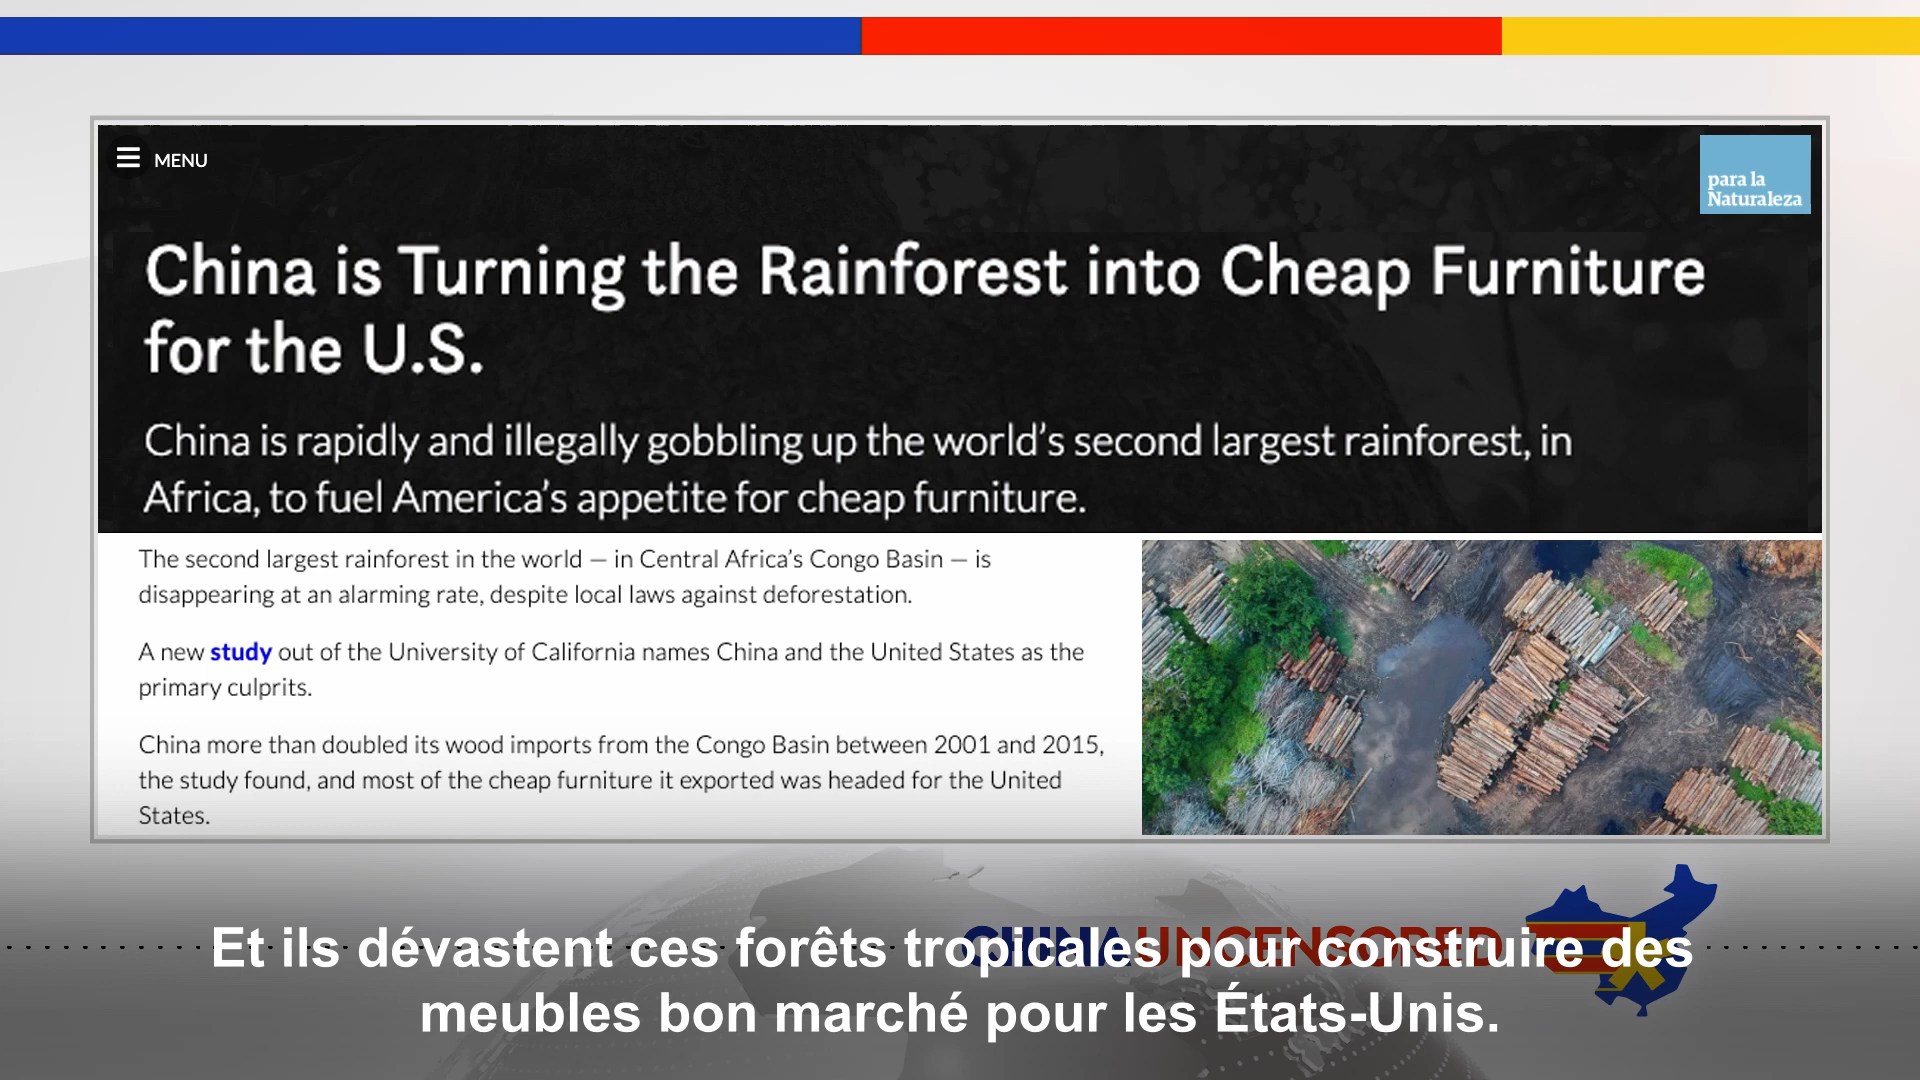 MENU
para la
Naturaleza
China is Turning the Rainforest into Cheap Furniture
for the U.S.
China is rapidly and illegally gobbling up the world's second largest rainforest, in
Africa, to fuel America's appetite for cheap furniture.
The second largest rainforest in the world — in Central Africa's Congo Basin — is
disappearing at an alarming rate, despite local laws against deforestation.
A new study out of the University of California names China and the United States as the
primary culprits.
China more than doubled its wood imports from the Congo Basin between 2001 and 2015,
the study found, and most of the cheap furniture it exported was headed for the United
States.
CHINA UNCENSORED
Et ils dévastent ces forêts tropicales pour construire des
meubles bon marché pour les États-Unis.